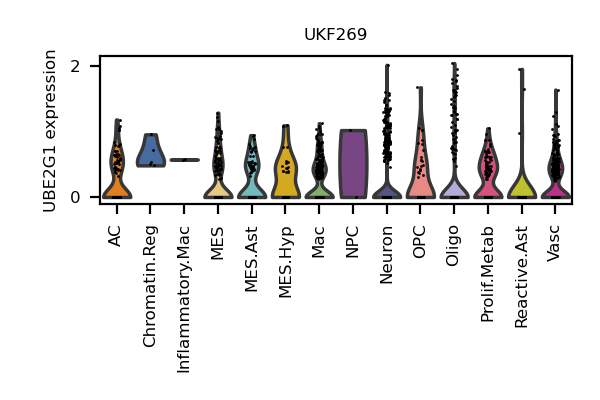 UKF269
UBE2G1 expression
2
0
AC
Chromatin.Reg
Inflammatory.Mac
MES
MES.Ast
MES.Hyp
Mac
NPC
Neuron
OPC
Oligo
Prolif.Metab
Reactive.Ast
Vasc